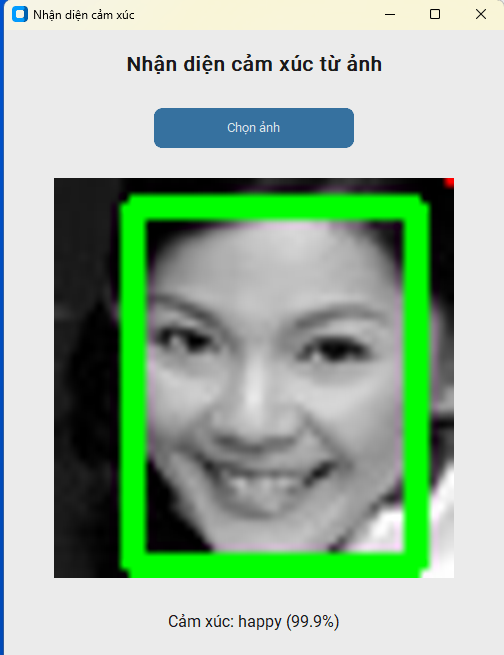 Nhận diện cảm xúc
Nhận diện cảm xúc từ ảnh
Chọn ảnh
Cảm xúc: happy (99.9%)